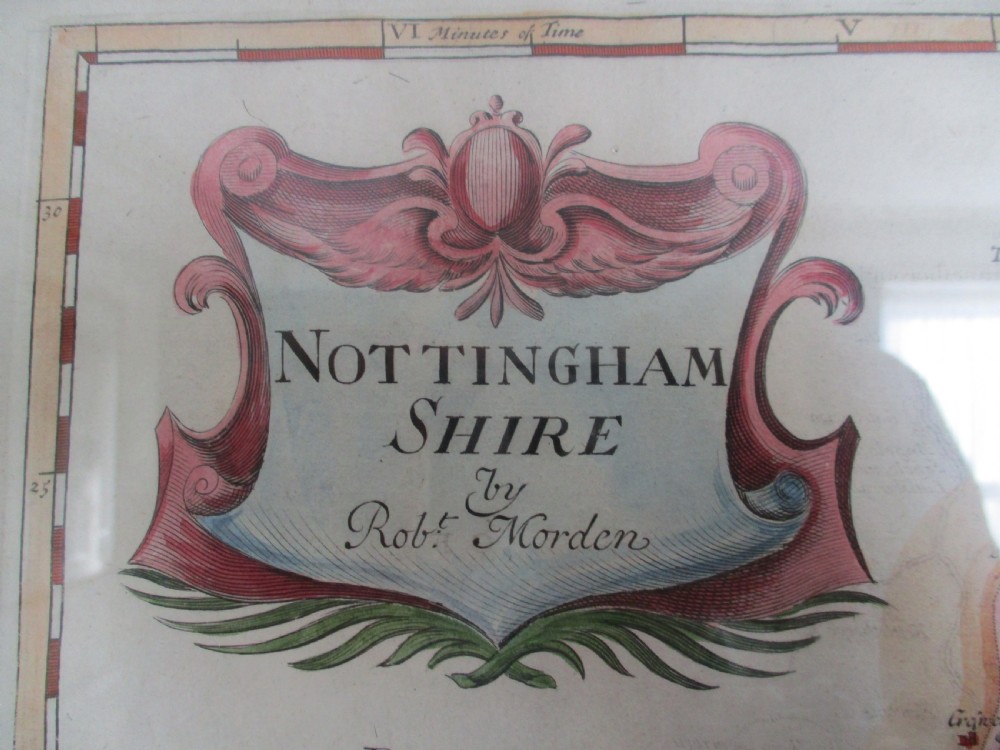 VI Minutes of Time V
30
NOTTINGHAM
SHIRE
25
by
Robt. Morden